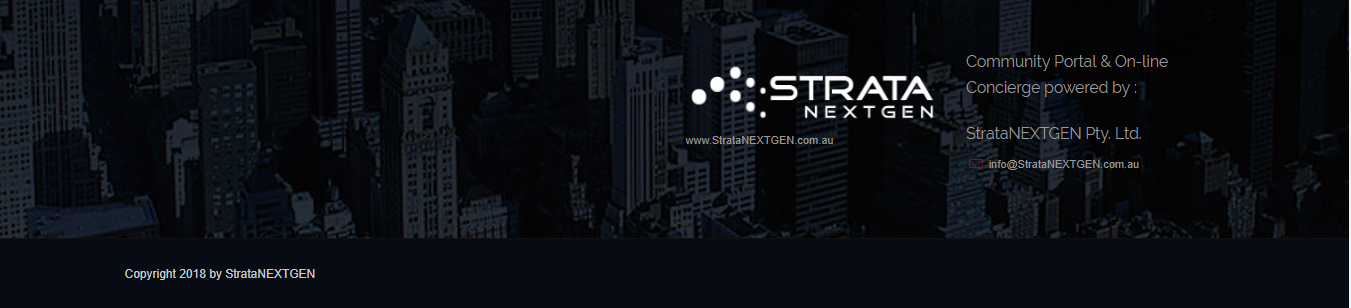 STRATA
NEXTGEN
www.StrataNEXTGEN.com.au
Community Portal & On-line
Concierge powered by :
StrataNEXTGEN Pty. Ltd.
info@StrataNEXTGEN.com.au
Copyright 2018 by StrataNEXTGEN